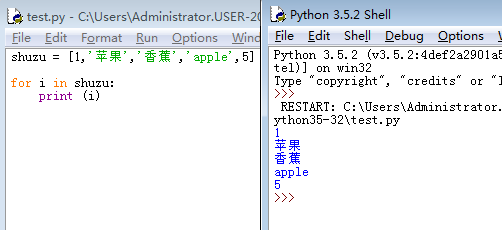 test.py - C:\Users\Administrator.USER-20
File Edit Format Run Options Window
shuzu = [1,'苹果','香蕉','apple',5]
for i in shuzu:
print (i)
Python 3.5.2 Shell
File Edit Shell Debug Options
Python 3.5.2 (v3.5.2:4def2a2901a5
tel)] on win32
Type "copyright", "credits" or "l
>>>
RESTART: C:\Users\Administrator.
ython35-32\test.py
1
苹果
香蕉
apple
5
>>>